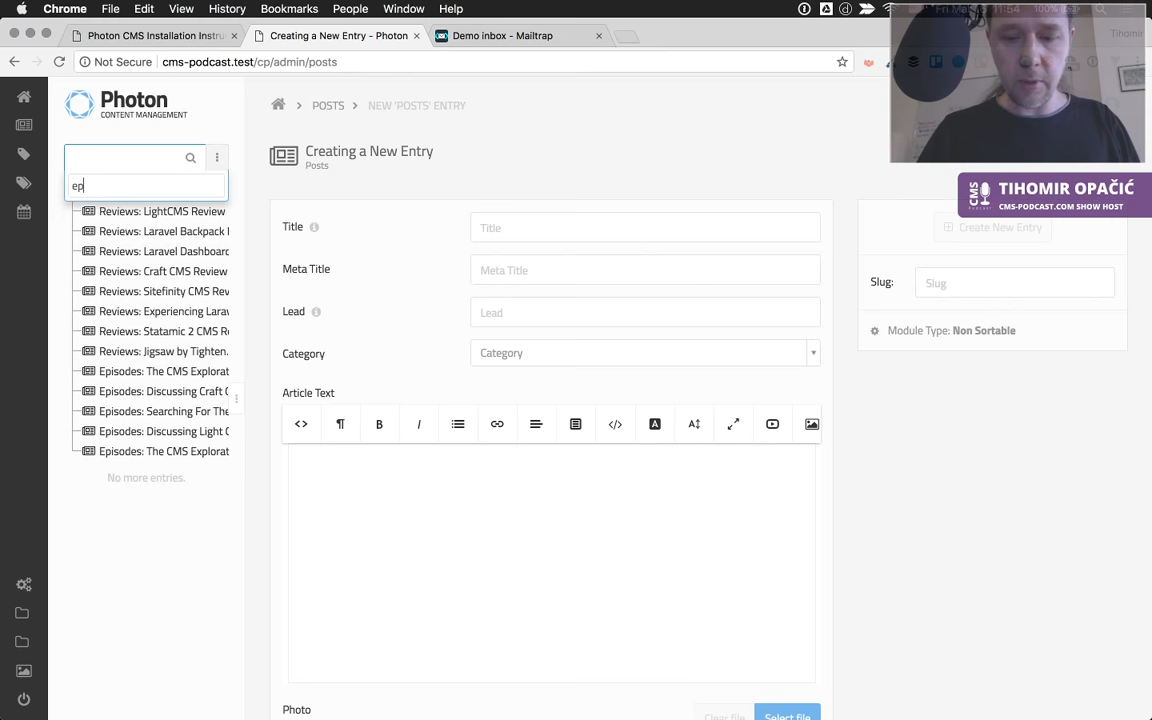 Chrome File Edit View History Bookmarks People Window Help
Photon CMS Installation Instru
Creating a New Entry - Photon
Demo inbox - Mailtrap
Tihomir
Not Secure cms-podcast.test/cp/admin/posts
Photon
CONTENT MANAGEMENT
POSTS NEW 'POSTS' ENTRY
Creating a New Entry
Posts
TIHOMIR OPAČIĆ
CMS-PODCAST.COM SHOW HOST
CMS
ep
Reviews: LightCMS Review
Reviews: Laravel Backpack
Reviews: Laravel Dashboard
Reviews: Craft CMS Review
Reviews: Sitefinity CMS Rev
Reviews: Experiencing Larav
Reviews: Statamic 2 CMS R
Reviews: Jigsaw by Tighten.
Episodes: The CMS Explorat
Episodes: Discussing Craft C
Episodes: Searching For The
Episodes: Discussing Light C
Episodes: The CMS Explorat
No more entries.
Title
Title
Meta Title
Meta Title
Lead
Lead
Category
Category
Article Text
Photo
Clear file Select file
Create New Entry
Slug:
Slug
Module Type: Non Sortable